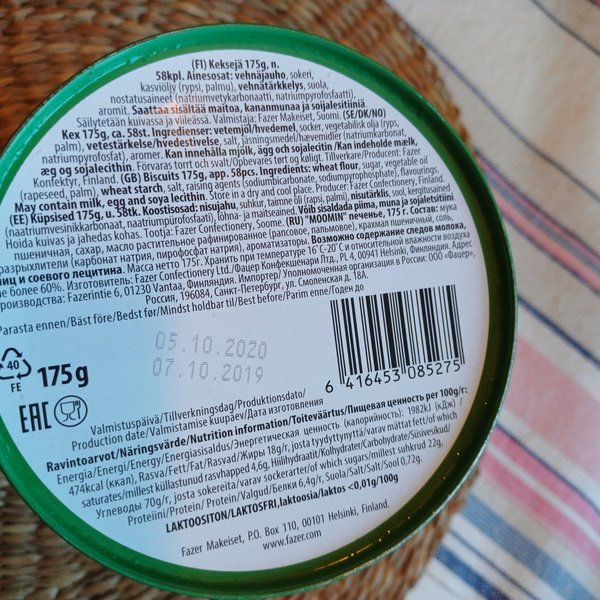 (FI) Keksejä 175g, n.
58kpl. Ainesosat: vehnäjauho, sokeri,
kasviöljy (rypsi, palmu), vehnätärkkelys, suola,
nostatusaineet (natriumvetykarbonaatti, natriumpyrofosfaatti),
aromit. Saattaa sisältää maitoa, kananmunaa ja sojalesitiiniä
Säilytetään kuivassa ja viileässä. Valmistaja: Fazer Makeiset, Suomi. (SE/DK/NO)
Kex 175g, ca. 58st. Ingredienser: vetemjöl/hvedemel, socker, vegetabilisk olja (ryps,
palm), vetestärkelse/hvedestivelse, salt, jäsningsmedel/hævemidler (natriumkarbonat,
natriumpyrofosfat), aromer. Kan innehålla mjölk, ägg och sojalecitin/Kan indeholde mælk,
æg og sojalecithin. Förvaras torrt och svalt/Opbevares tørt og køligt. Tillverkare/Producent: Fazer
Konfektyr, Finland. (GB) Biscuits 175g, app. 58pcs. Ingredients: wheat flour, sugar, vegetable oil
(rapeseed, palm), wheat starch, salt, raising agents (sodiumbicarbonate, sodiumpyrophosphate), flavourings.
May contain milk, egg and soya lecithin. Store in a dry and cool place. Producer: Fazer Confectionery, Finland.
(EE) Küpsised 175g, u. 58tk. Koostisosad: nisujahu, suhkur, taimne õli (rapsi, palmi), nisutärklis, sool, kergitusained
(naatriumvesinikkarbonaat, naatriumpürofosfaat), lõhna- ja maitseained. Võib sisaldada piima, muna ja sojaletsitiini.
Hoida kuivas ja jahedas kohas. Tootja: Fazer Confectionery, Soome. (RU) "MOOMIN" печенье, 175 г. Состав: мука
пшеничная, сахар, масло растительное рафинированное (рапсовое, пальмовое), крахмал пшеничный, соль,
разрыхлители (карбонат натрия, пирофосфат натрия), ароматизаторы. Возможно содержание следов молока,
яиц и соевого лецитина. Масса нетто 175г. Хранить при температуре 16˚С-20˚С и относительной влажности воздуха
не более 60%. Изготовитель: Fazer Confectionery Ltd./Фацер Конфекшенари Лтд., PL 4, 00941 Helsinki, Финляндия. Адрес
производства: Fazerintie 6, 01230 Vantaa, Финляндия. Импортер/ Уполномоченная организация в России: ООО «Фацер»,
Россия, 196084, Санкт-Петербург, ул. Смоленская д. 18А.
Parasta ennen/Bäst före/Bedst før/Mindst holdbar til/Best before/Parim enne/Годен до
05.10.2020
07.10.2019
40
FE
175g
EAC
6 416453 085275
Valmistuspäivä/Tillverkningsdag/Produktionsdato/
Production date/Valmistamise kuupäev/Дата изготовления
Ravintoarvot/Näringsvärde/Nutrition information/Toiteväärtus/Пищевая ценность per 100g/г:
Energia/Energi/Energy/Energiasisaldus/Энергетическая ценность (калорийность): 1982kJ (кДж) /
474kcal (ккал), Rasva/Fett/Fat/Rasvad/Жиры 18g/г, josta tyydyttynyttä/varav mättat fett/of which
saturates/millest küllastunud rasvhapped 4,6g, Hiilihydraatit/Kolhydrater/Carbohydrate/Süsivesikud/
Углеводы 70g/г, josta sokereita/varav sockerarter/of which sugars/millest suhkruid 22g,
Proteiini/Protein/ Protein/Valgud/Белки 6,4g/г, Suola/Salt/Salt/Sool 0,72g.
LAKTOOSITON/LAKTOSFRI,laktoosia/laktos <0,01g/100g
Fazer Makeiset, P.O. Box 110, 00101 Helsinki, Finland.
www.fazer.com